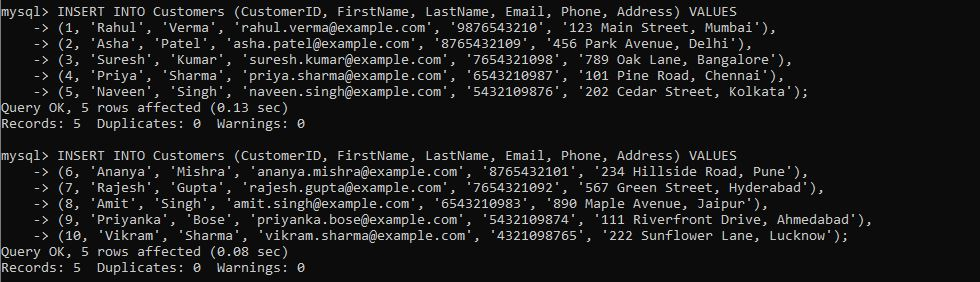 mysql> INSERT INTO Customers (CustomerID, FirstName, LastName, Email, Phone, Address) VALUES
    -> (1, 'Rahul', 'Verma', 'rahul.verma@example.com', '9876543210', '123 Main Street, Mumbai'),
    -> (2, 'Asha', 'Patel', 'asha.patel@example.com', '8765432109', '456 Park Avenue, Delhi'),
    -> (3, 'Suresh', 'Kumar', 'suresh.kumar@example.com', '7654321098', '789 Oak Lane, Bangalore'),
    -> (4, 'Priya', 'Sharma', 'priya.sharma@example.com', '6543210987', '101 Pine Road, Chennai'),
    -> (5, 'Naveen', 'Singh', 'naveen.singh@example.com', '5432109876', '202 Cedar Street, Kolkata');
Query OK, 5 rows affected (0.13 sec)
Records: 5  Duplicates: 0  Warnings: 0

mysql> INSERT INTO Customers (CustomerID, FirstName, LastName, Email, Phone, Address) VALUES
    -> (6, 'Ananya', 'Mishra', 'ananya.mishra@example.com', '8765432101', '234 Hillside Road, Pune'),
    -> (7, 'Rajesh', 'Gupta', 'rajesh.gupta@example.com', '7654321092', '567 Green Street, Hyderabad'),
    -> (8, 'Amit', 'Singh', 'amit.singh@example.com', '6543210983', '890 Maple Avenue, Jaipur'),
    -> (9, 'Priyanka', 'Bose', 'priyanka.bose@example.com', '5432109874', '111 Riverfront Drive, Ahmedabad'),
    -> (10, 'Vikram', 'Sharma', 'vikram.sharma@example.com', '4321098765', '222 Sunflower Lane, Lucknow');
Query OK, 5 rows affected (0.08 sec)
Records: 5  Duplicates: 0  Warnings: 0